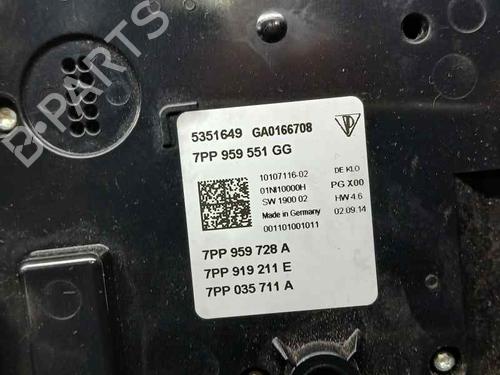 B-PARTS
5351649 GA0166708
7PP 959 551 GG
10107116-02 DE KLO
01NI10000H PG X00
SW 1900 02 HW 4.6
Made in Germany 02.09.14
001101001011
7PP 959 728 A
7PP 919 211 E
7PP 035 711 A